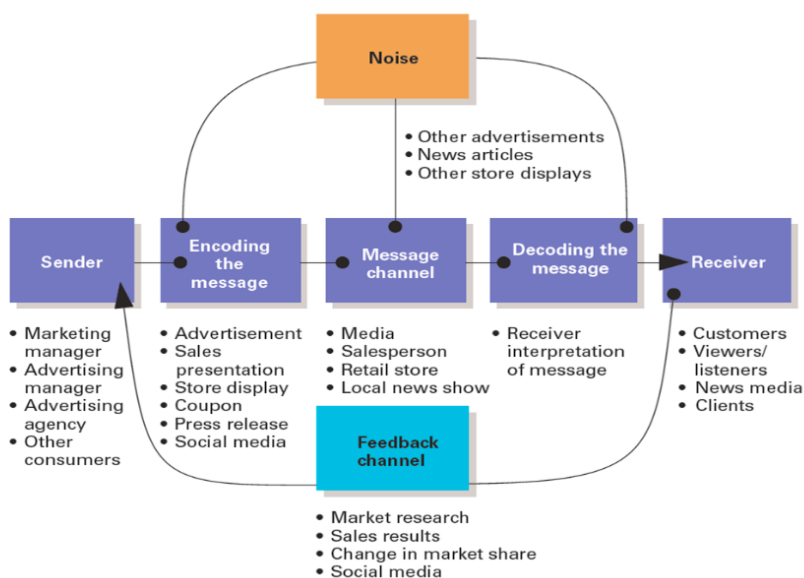 Noise
• Other advertisements
• News articles
• Other store displays
Sender
Encoding
the
message
Message
channel
Decoding the
message
Receiver
• Marketing
manager
• Advertising
manager
• Advertising
agency
• Other
consumers
• Advertisement
• Sales
presentation
• Store display
• Coupon
• Press release
• Social media
• Media
• Salesperson
• Retail store
• Local news show
• Receiver
interpretation
of message
• Customers
• Viewers/
listeners
• News media
• Clients
Feedback
channel
• Market research
• Sales results
• Change in market share
• Social media